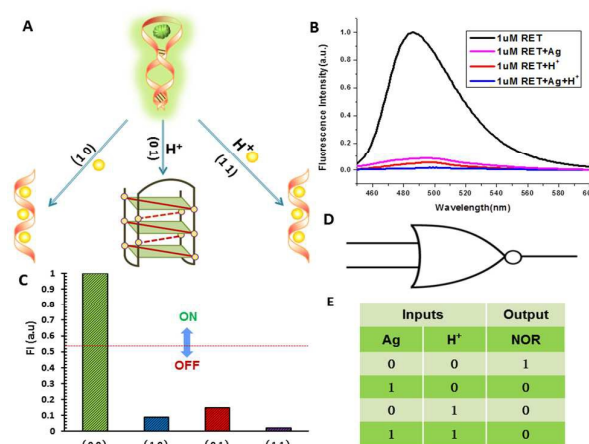 A
(1 0)
H⁺
(0 1)
H⁺
(1 1)
B
Fluorescence Intensity (a.u.)
1.0
0.8
0.6
0.4
0.2
0.0
1uM RET
1uM RET+Ag
1uM RET+H⁺
1uM RET+Ag+H⁺
460 480 500 520 540 560 580 600
Wavelength(nm)
C
FI (a.u)
1
0.9
0.8
0.7
0.6
0.5
0.4
0.3
0.2
0.1
0
ON
OFF
D
E
Inputs Output
Ag H⁺ NOR
0 0 1
1 0 0
0 1 0
1 1 0